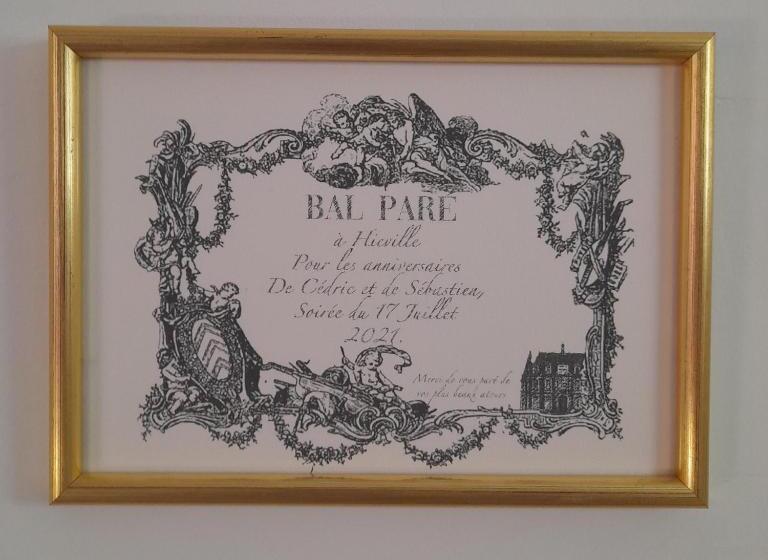 BAL PARÉ
à Hieville
Pour les anniversaires
De Cédric et de Sébastien,
Soirée du 17 Juillet
2021.
Merci de vous paré de
vos plus beaux atours